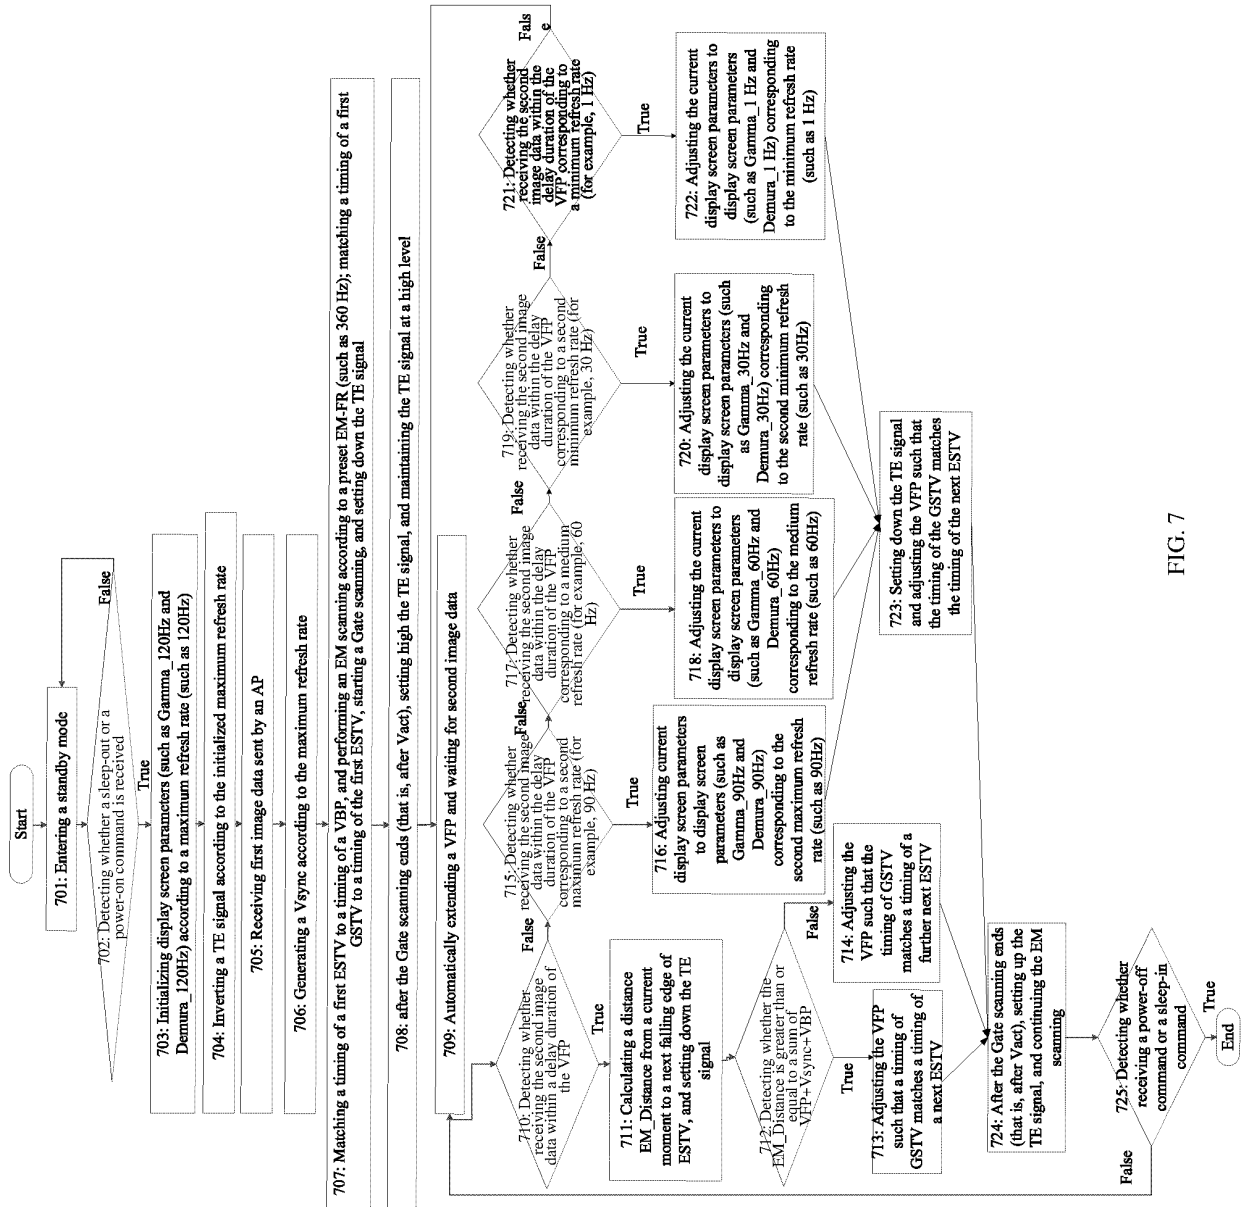 Start
701: Entering a standby mode
702: Detecting whether a sleep-out or a
power-on command is received
False
True
703: Initializing display screen parameters (such as Gamma_120Hz and
Demura_120Hz) according to a maximum refresh rate (such as 120Hz)
704: Inverting a TE signal according to the initialized maximum refresh rate
705: Receiving first image data sent by an AP
706: Generating a Vsync according to the maximum refresh rate
707: Matching a timing of a first ESTV to a timing of a VBP, and performing an EM scanning according to a preset EM-FR (such as 360 Hz); matching a timing of a first
GSTV to a timing of the first ESTV, starting a Gate scanning, and setting down the TE signal
708: after the Gate scanning ends (that is, after Vact), setting high the TE signal, and maintaining the TE signal at a high level
709: Automatically extending a VFP and waiting for second image data
710: Detecting whether
receiving the second image
data within a delay duration of
the VFP
False
True
711: Calculating a distance
EM_Distance from a current
moment to a next falling edge of
ESTV, and setting down the TE
signal
712: Detecting whether the
EM_Distance is greater than or
equal to a sum of
VFP+Vsync+VBP
False
True
713: Adjusting the VFP
such that a timing of
GSTV matches a timing of
a next ESTV
714: Adjusting the
VFP such that the
timing of GSTV
matches a timing of a
further next ESTV
715: Detecting whether
receiving the second image
data within the delay
duration of the VFP
corresponding to a second
maximum refresh rate (for
example, 90 Hz)
False
True
716: Adjusting current
display screen parameters
to display screen
parameters (such as
Gamma_90Hz and
Demura_90Hz)
corresponding to the
second maximum refresh
rate (such as 90Hz)
717: Detecting whether
receiving the second image
data within the delay
duration of the VFP
corresponding to a medium
refresh rate (for example, 60
Hz)
False
True
718: Adjusting the current
display screen parameters to
display screen parameters
(such as Gamma_60Hz and
Demura_60Hz)
corresponding to the medium
refresh rate (such as 60Hz)
719: Detecting whether
receiving the second image
data within the delay
duration of the VFP
corresponding to a second
minimum refresh rate (for
example, 30 Hz)
False
True
720: Adjusting the current
display screen parameters to
display screen parameters (such
as Gamma_30Hz and
Demura_30Hz) corresponding
to the second minimum refresh
rate (such as 30Hz)
721: Detecting whether
receiving the second
image data within the
delay duration of the
VFP corresponding to
a minimum refresh rate
(for example, 1 Hz)
Fals
e
True
722: Adjusting the current
display screen parameters to
display screen parameters
(such as Gamma_1 Hz and
Demura_1 Hz) corresponding
to the minimum refresh rate
(such as 1 Hz)
723: Setting down the TE signal
and adjusting the VFP such that
the timing of the GSTV matches
the timing of the next ESTV
724: After the Gate scanning ends
(that is, after Vact), setting up the
TE signal, and continuing the EM
scanning
725: Detecting whether
receiving a power-off
command or a sleep-in
command
False
True
End
FIG. 7